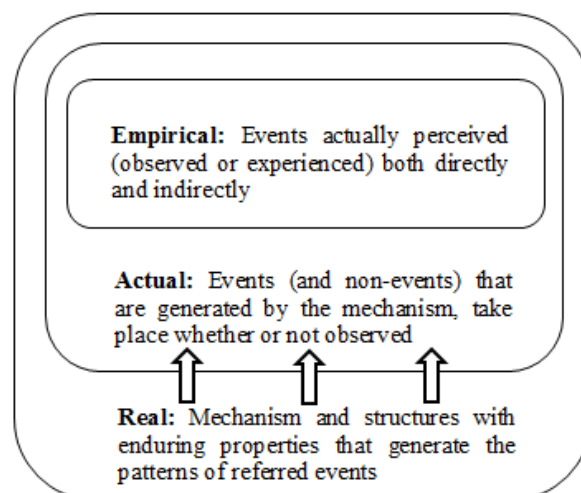 Empirical: Events actually perceived
(observed or experienced) both directly
and indirectly
Actual: Events (and non-events) that
are generated by the mechanism, take
place whether or not observed
Real: Mechanism and structures with
enduring properties that generate the
patterns of referred events